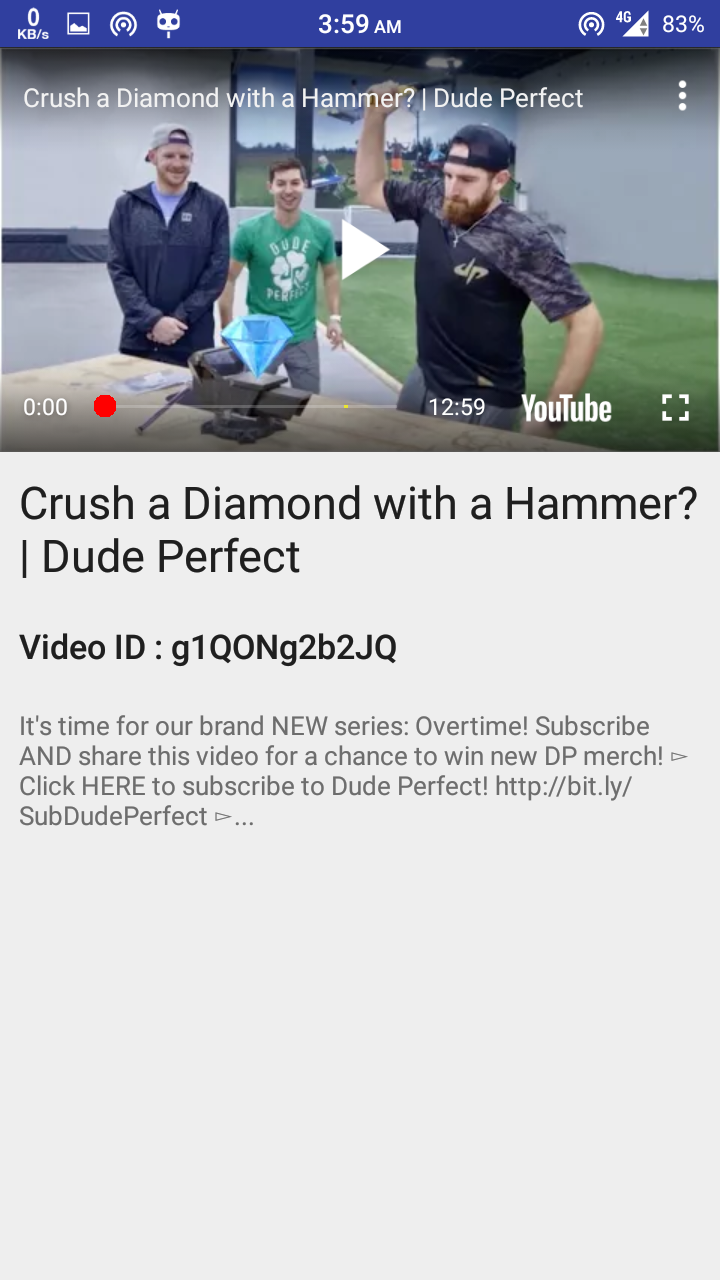 0
KB/s
3:59 AM
4G
83%
Crush a Diamond with a Hammer? | Dude Perfect
DUDE
PERFECT
dp
0:00
12:59
YouTube
Crush a Diamond with a Hammer?
| Dude Perfect
Video ID : g1QONg2b2JQ
It's time for our brand NEW series: Overtime! Subscribe
AND share this video for a chance to win new DP merch! ▻
Click HERE to subscribe to Dude Perfect! http://bit.ly/
SubDudePerfect ▻...